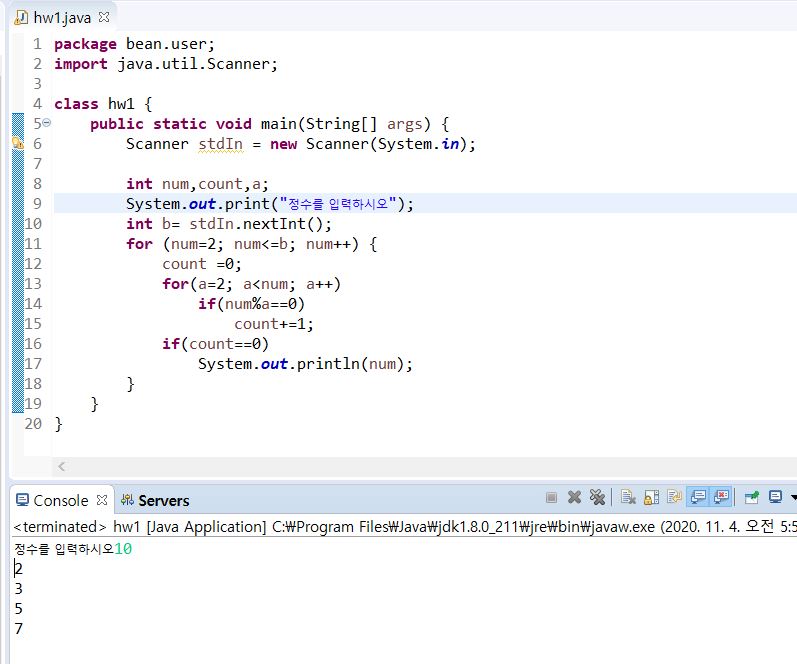 hw1.java
1 package bean.user;
2 import java.util.Scanner;
3
4 class hw1 {
5 public static void main(String[] args) {
6 Scanner stdIn = new Scanner(System.in);
7
8 int num,count,a;
9 System.out.print("정수를 입력하시오");
10 int b= stdIn.nextInt();
11 for (num=2; num<=b; num++) {
12 count =0;
13 for(a=2; a<num; a++)
14 if(num%a==0)
15 count+=1;
16 if(count==0)
17 System.out.println(num);
18 }
19 }
20 }
Console Servers
<terminated> hw1 [Java Application] C:₩Program Files₩Java₩jdk1.8.0_211₩jre₩bin₩javaw.exe (2020. 11. 4. 오전 5:5
정수를 입력하시오10
2
3
5
7